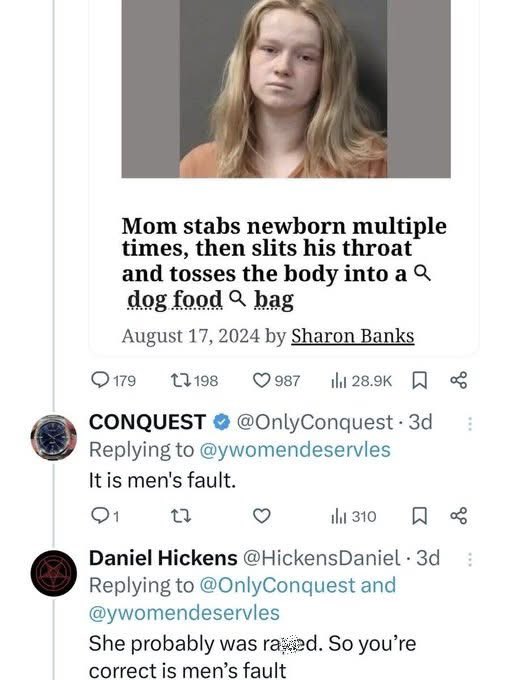 Mom stabs newborn multiple
times, then slits his throat
and tosses the body into a
dog food bag
August 17, 2024 by Sharon Banks
179 198 987 28.9K
CONQUEST @OnlyConquest · 3d
Replying to @ywomendeservles
It is men's fault.
1 310
Daniel Hickens @HickensDaniel · 3d
Replying to @OnlyConquest and
@ywomendeservles
She probably was raped. So you’re
correct is men’s fault